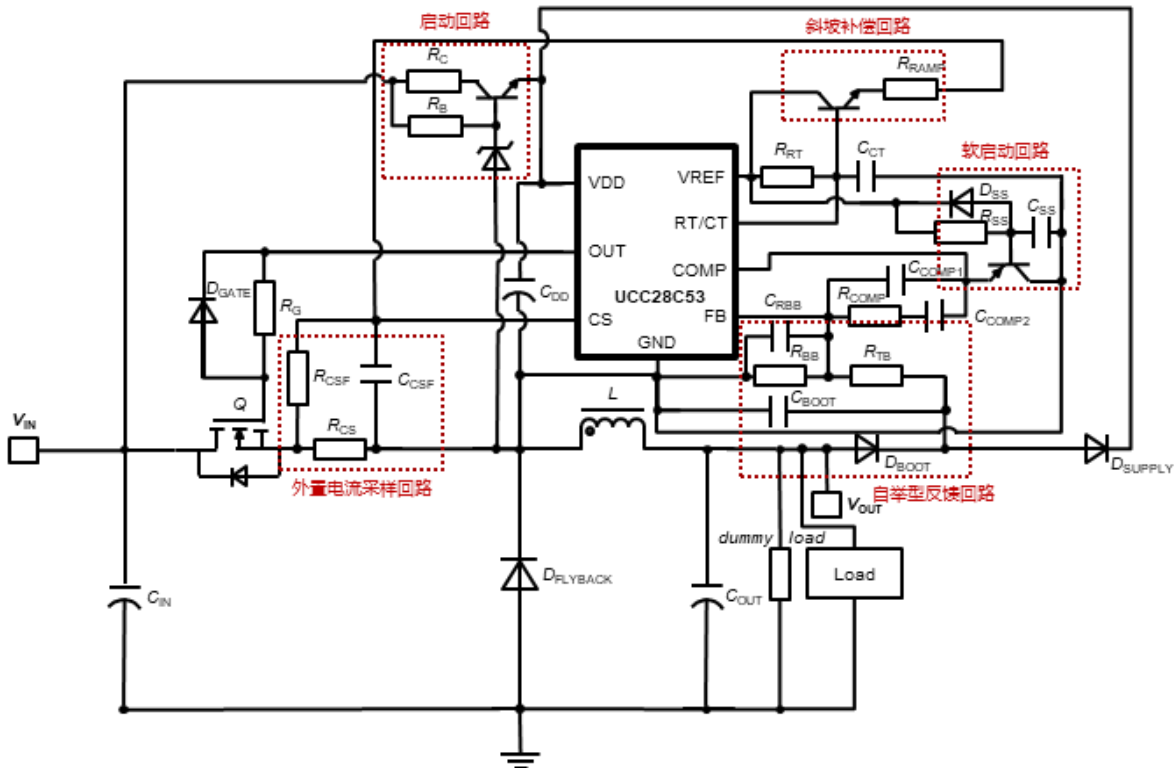 启动回路
斜坡补偿回路
RC
RRAMP
RB
CCT
RRT
软启动回路
VDD
VREF
DSS
CSS
RSS
RT/CT
OUT
COMP
CCOMP1
DGATE
RG
CDD
UCC28C53
CRBB
RCOMP
CCOMP2
CS
FB
GND
RCSF
CCSF
RBB
RTB
Q
L
CBOOT
VIN
RCS
DBOOT
DSUPPLY
外置电流采样回路
自举型反馈回路
VOUT
dummy load
DFLYBACK
Load
CIN
COUT